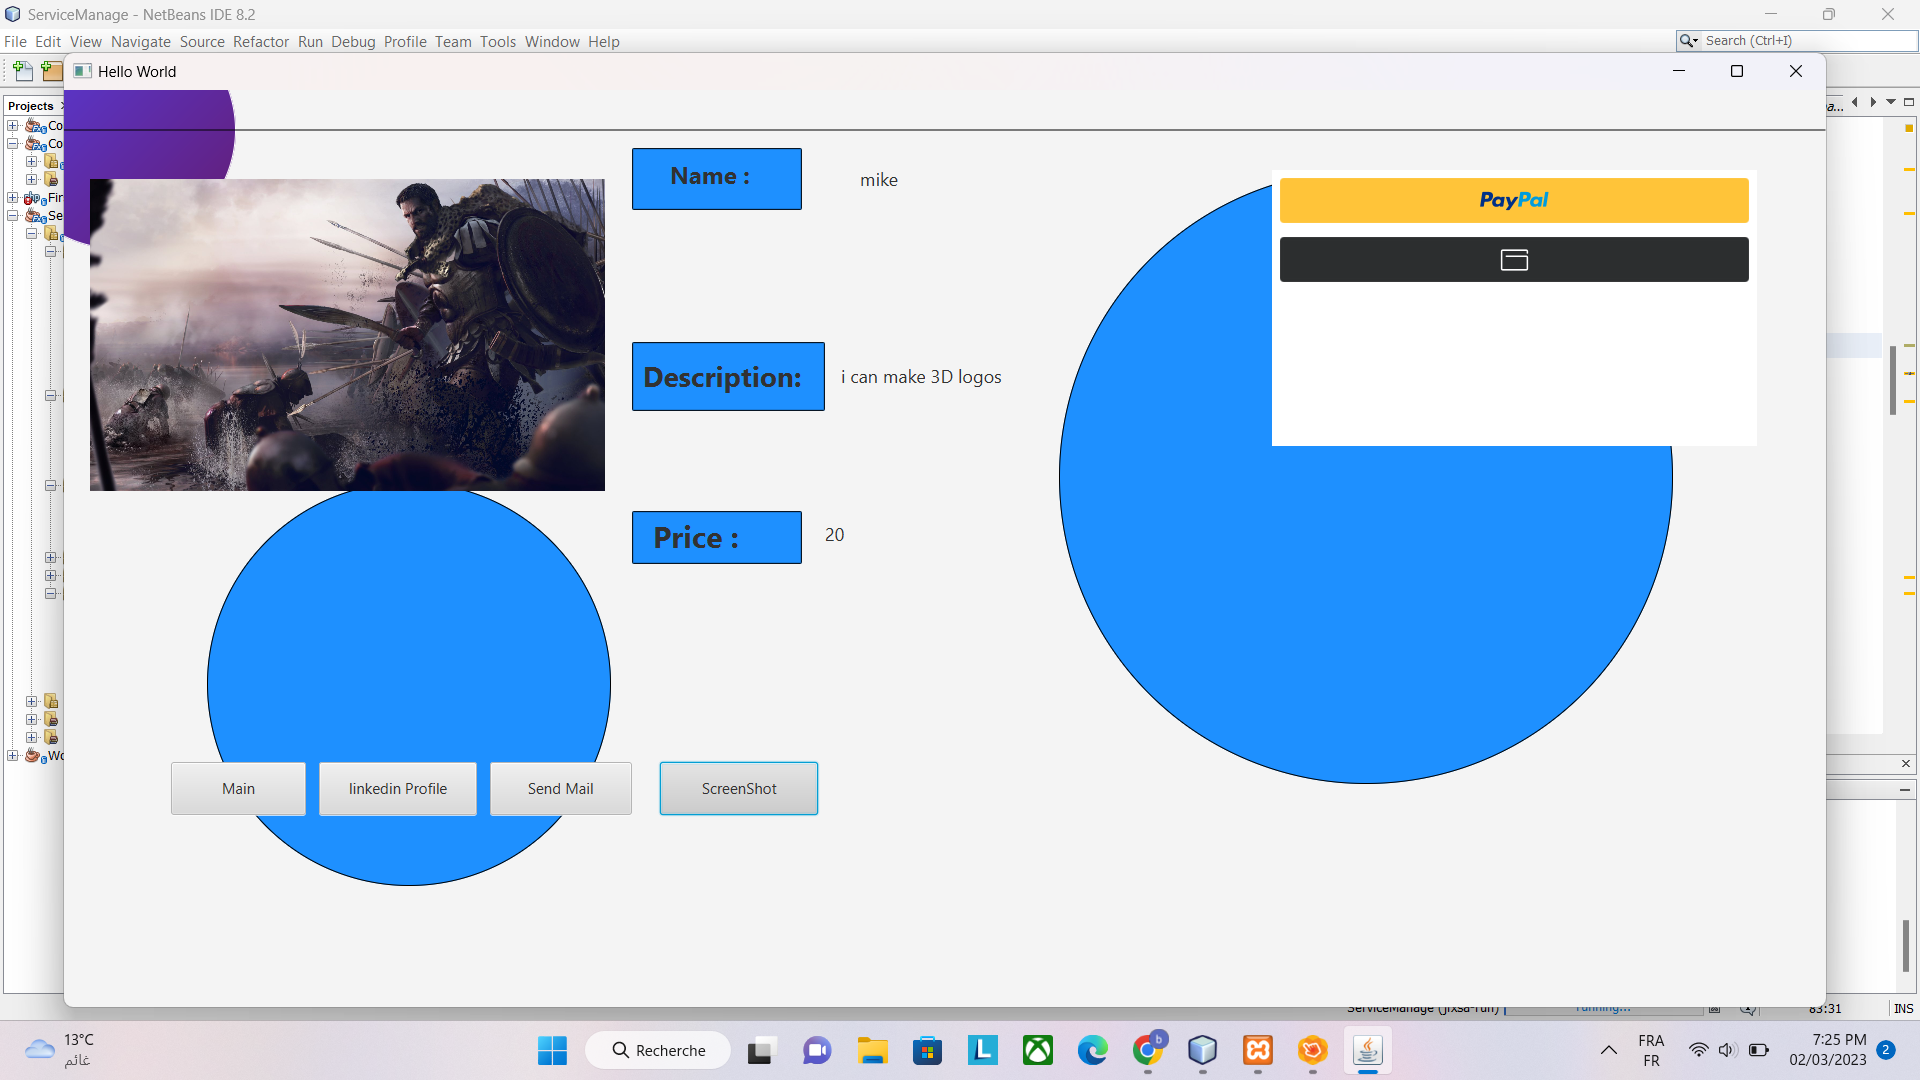 ServiceManage - NetBeans IDE 8.2
File Edit View Navigate Source Refactor Run Debug Profile Team Tools Window Help
Search (Ctrl+I)
Hello World
Projects
Co
Co
Fir
Se
Wo
a...
Name :
mike
PayPal
Description:
i can make 3D logos
Price :
20
Main
linkedin Profile
Send Mail
ScreenShot
ServiceManage (jfxsa-run)
running...
83:31
INS
13°C
غائم
Recherche
b
FRA
FR
7:25 PM
02/03/2023
2